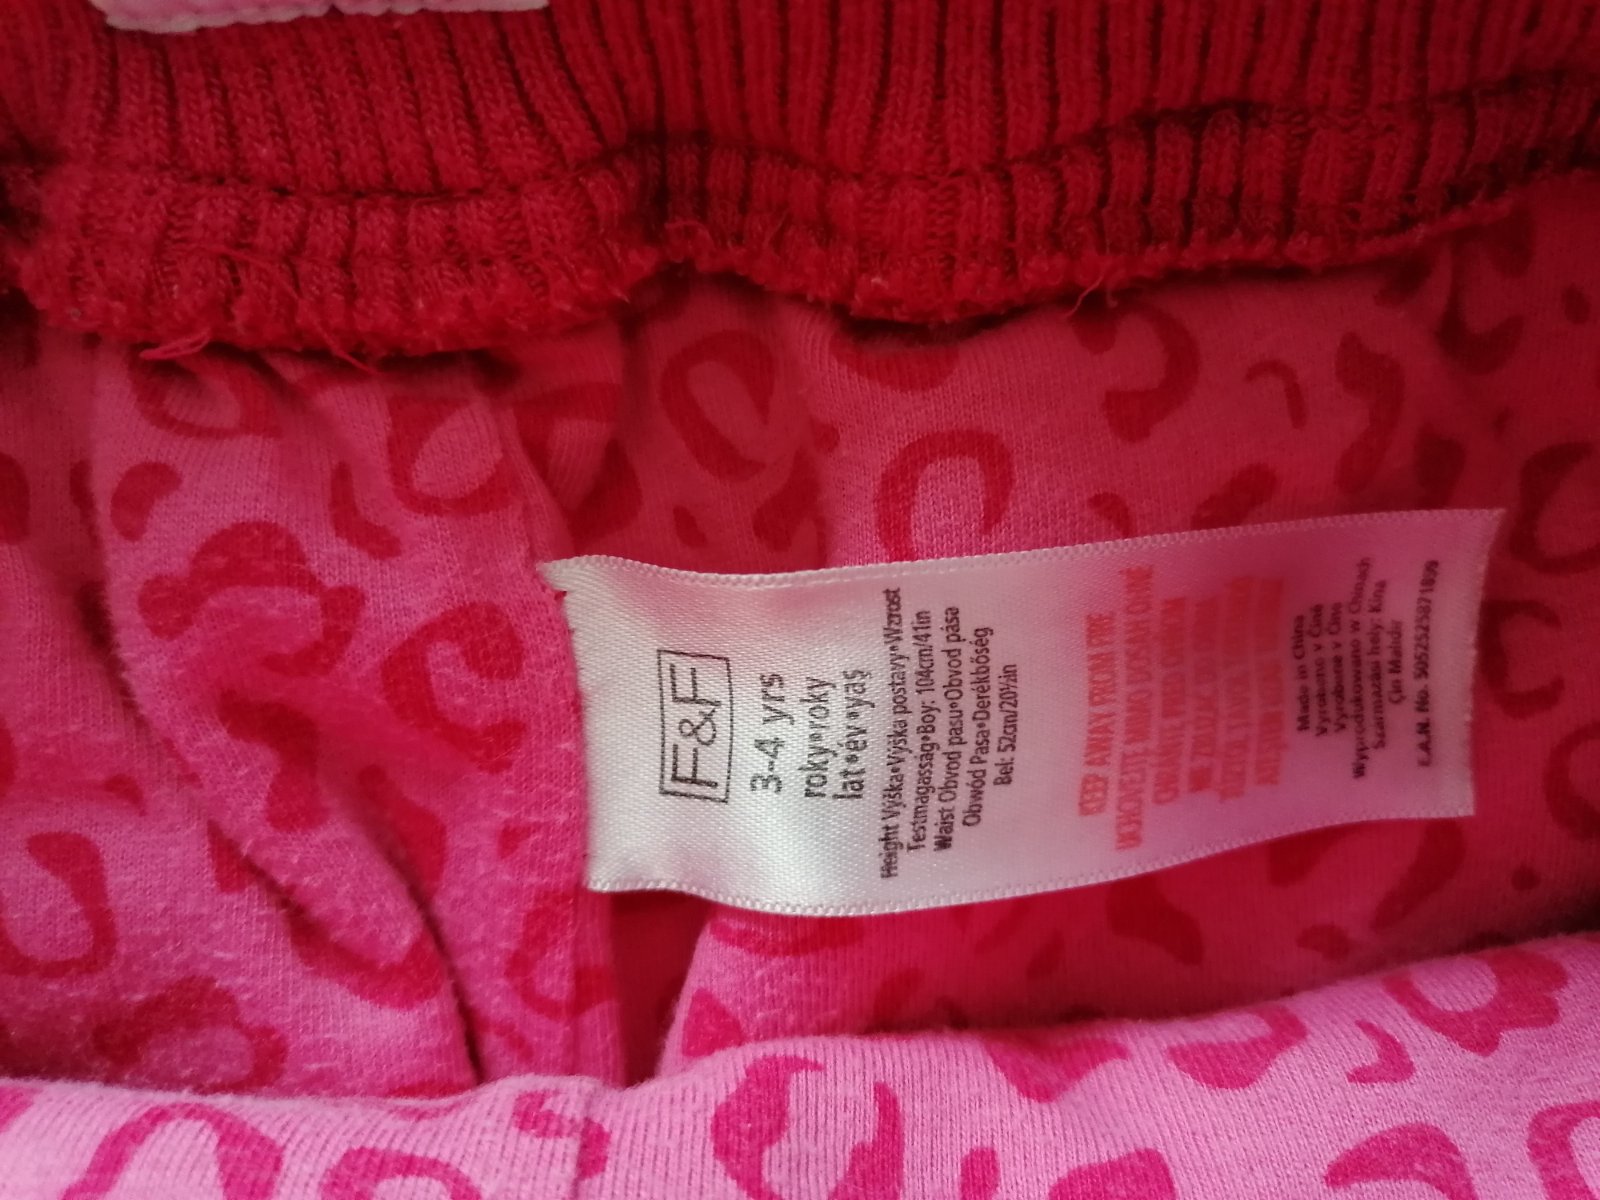 F&F
3-4 yrs
roky•roky
lat•év•yaş
Height Výška•Výška postavy•Wzrost
Testmagasság•Boy: 104cm/41in
Waist Obvod pasu•Obvod pása
Obwód Pasa•Derékbőség
Bel: 52cm/20½in
KEEP AWAY FROM FIRE
Made in China
Vyrobeno v Číně
Vyrobené v Číne
Wyprodukowano w Chinach
Származási hely: Kína
Çin Malıdır
E.A.N. No.